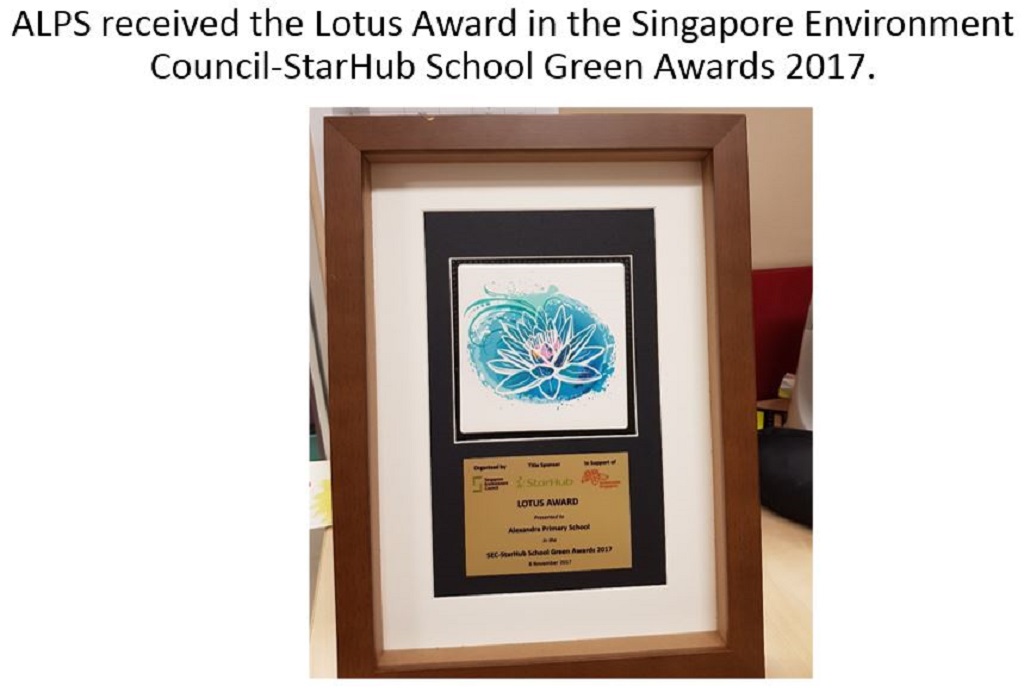 ALPS received the Lotus Award in the Singapore Environment
Council-StarHub School Green Awards 2017.
Organised by Title Sponsor In Support of
Singapore Environment Council
StarHub
LOTUS AWARD
Presented to
Alexandra Primary School
in the
SEC-StarHub School Green Awards 2017
8 November 2017